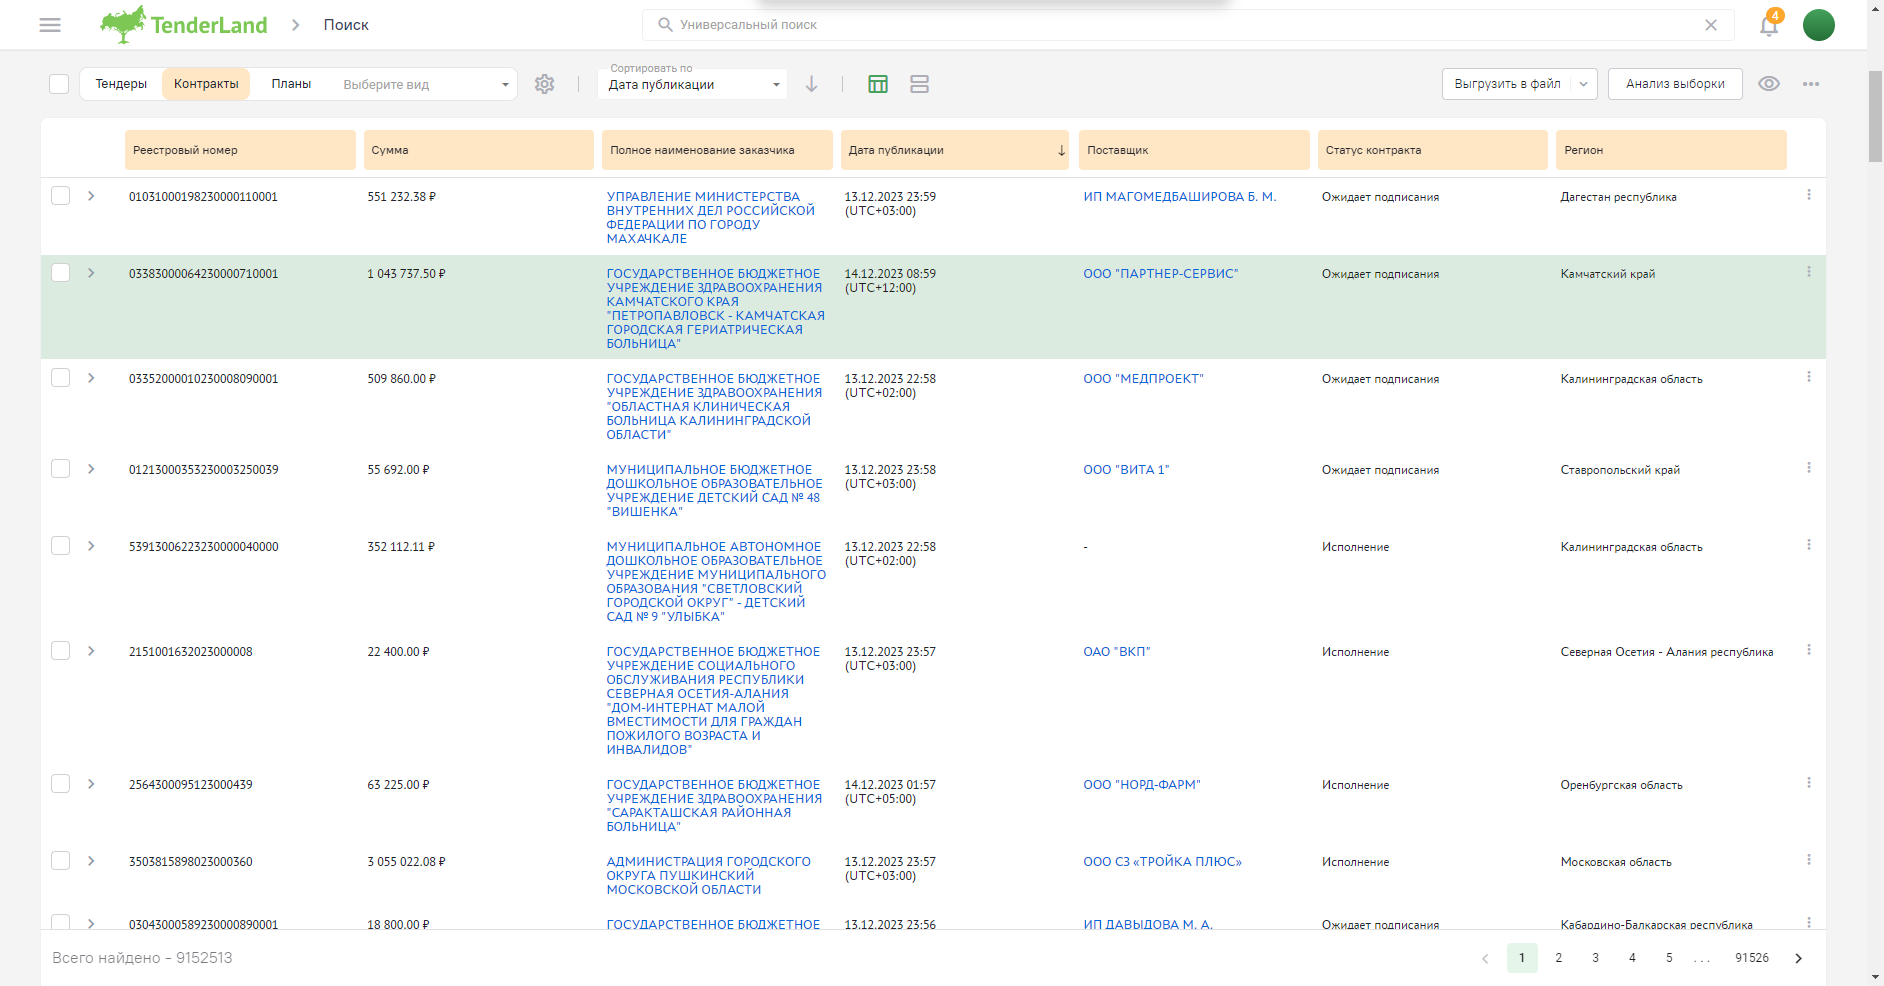 TenderLand
Поиск
Универсальный поиск
4
Тендеры
Контракты
Планы
Выберите вид
Сортировать по
Дата публикации
Выгрузить в файл
Анализ выборки
Реестровый номер
Сумма
Полное наименование заказчика
Дата публикации
Поставщик
Статус контракта
Регион
01031000198230000110001
551 232.38 ₽
УПРАВЛЕНИЕ МИНИСТЕРСТВА
ВНУТРЕННИХ ДЕЛ РОССИЙСКОЙ
ФЕДЕРАЦИИ ПО ГОРОДУ
МАХАЧКАЛЕ
13.12.2023 23:59
(UTC+03:00)
ИП МАГОМЕДБАШИРОВА Б. М.
Ожидает подписания
Дагестан республика
03383000064230000710001
1 043 737.50 ₽
ГОСУДАРСТВЕННОЕ БЮДЖЕТНОЕ
УЧРЕЖДЕНИЕ ЗДРАВООХРАНЕНИЯ
КАМЧАТСКОГО КРАЯ
"ПЕТРОПАВЛОВСК - КАМЧАТСКАЯ
ГОРОДСКАЯ ГЕРИАТРИЧЕСКАЯ
БОЛЬНИЦА"
14.12.2023 08:59
(UTC+12:00)
ООО "ПАРТНЕР-СЕРВИС"
Ожидает подписания
Камчатский край
03352000010230008090001
509 860.00 ₽
ГОСУДАРСТВЕННОЕ БЮДЖЕТНОЕ
УЧРЕЖДЕНИЕ ЗДРАВООХРАНЕНИЯ
"ОБЛАСТНАЯ КЛИНИЧЕСКАЯ
БОЛЬНИЦА КАЛИНИНГРАДСКОЙ
ОБЛАСТИ"
13.12.2023 22:58
(UTC+02:00)
ООО "МЕДПРОЕКТ"
Ожидает подписания
Калининградская область
01213000353230003250039
55 692.00 ₽
МУНИЦИПАЛЬНОЕ БЮДЖЕТНОЕ
ДОШКОЛЬНОЕ ОБРАЗОВАТЕЛЬНОЕ
УЧРЕЖДЕНИЕ ДЕТСКИЙ САД № 48
"ВИШЕНКА"
13.12.2023 23:58
(UTC+03:00)
ООО "ВИТА 1"
Ожидает подписания
Ставропольский край
53913006223230000040000
352 112.11 ₽
МУНИЦИПАЛЬНОЕ АВТОНОМНОЕ
ДОШКОЛЬНОЕ ОБРАЗОВАТЕЛЬНОЕ
УЧРЕЖДЕНИЕ МУНИЦИПАЛЬНОГО
ОБРАЗОВАНИЯ "СВЕТЛОВСКИЙ
ГОРОДСКОЙ ОКРУГ" - ДЕТСКИЙ
САД № 9 "УЛЫБКА"
13.12.2023 22:58
(UTC+02:00)
-
Исполнение
Калининградская область
2151001632023000008
22 400.00 ₽
ГОСУДАРСТВЕННОЕ БЮДЖЕТНОЕ
УЧРЕЖДЕНИЕ СОЦИАЛЬНОГО
ОБСЛУЖИВАНИЯ РЕСПУБЛИКИ
СЕВЕРНАЯ ОСЕТИЯ-АЛАНИЯ
"ДОМ-ИНТЕРНАТ МАЛОЙ
ВМЕСТИМОСТИ ДЛЯ ГРАЖДАН
ПОЖИЛОГО ВОЗРАСТА И
ИНВАЛИДОВ"
13.12.2023 23:57
(UTC+03:00)
ОАО "ВКП"
Исполнение
Северная Осетия - Алания республика
2564300095123000439
63 225.00 ₽
ГОСУДАРСТВЕННОЕ БЮДЖЕТНОЕ
УЧРЕЖДЕНИЕ ЗДРАВООХРАНЕНИЯ
"САРАКТАШСКАЯ РАЙОННАЯ
БОЛЬНИЦА"
14.12.2023 01:57
(UTC+05:00)
ООО "НОРД-ФАРМ"
Исполнение
Оренбургская область
3503815898023000360
3 055 022.08 ₽
АДМИНИСТРАЦИЯ ГОРОДСКОГО
ОКРУГА ПУШКИНСКИЙ
МОСКОВСКОЙ ОБЛАСТИ
13.12.2023 23:57
(UTC+03:00)
ООО СЗ «ТРОЙКА ПЛЮС»
Исполнение
Московская область
03043000589230000890001
18 800.00 ₽
ГОСУДАРСТВЕННОЕ БЮДЖЕТНОЕ
13.12.2023 23:56
ИП ДАВЫДОВА М. А.
Ожидает подписания
Кабардино-Балкарская республика
Всего найдено - 9152513
1 2 3 4 5 ... 91526